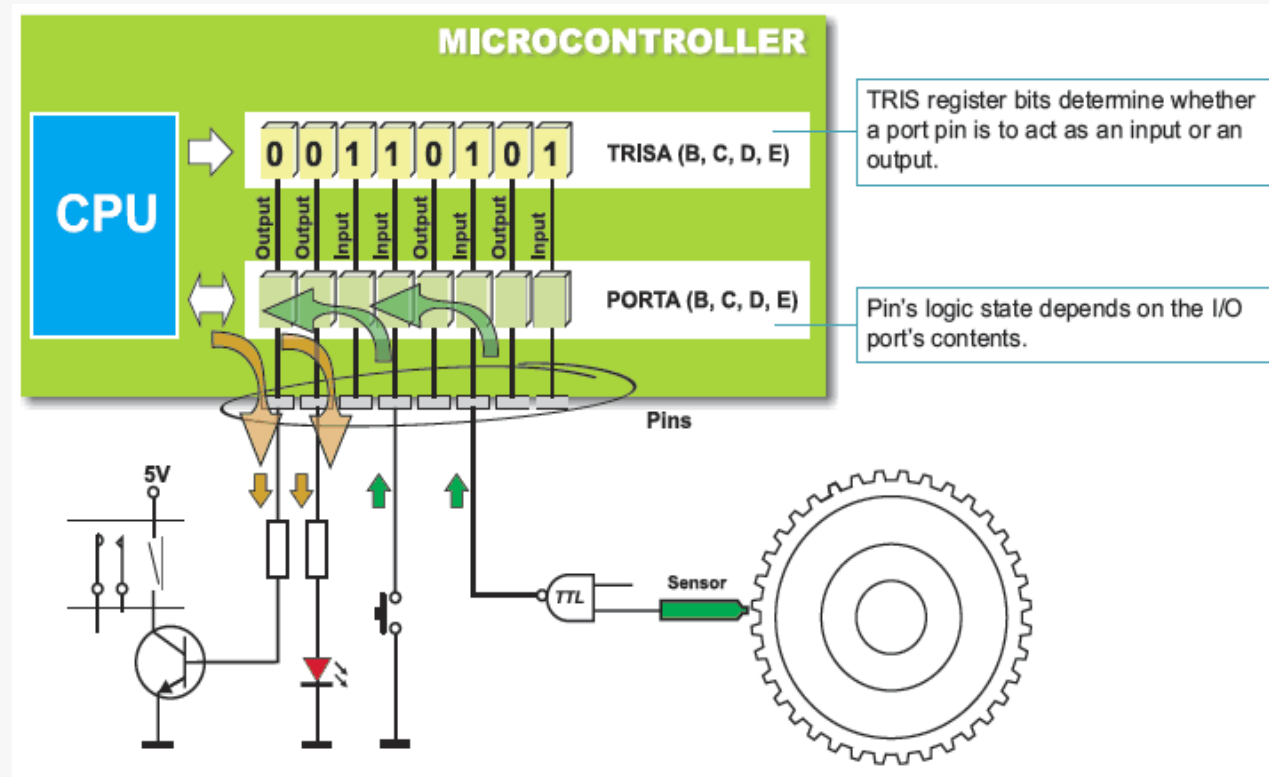 MICROCONTROLLER
TRIS register bits determine whether
a port pin is to act as an input or an
output.
CPU
0 0 1 1 0 1 0 1
TRISA (B, C, D, E)
Output Output Input Input Output Input Output Input
PORTA (B, C, D, E)
Pin's logic state depends on the I/O
port's contents.
Pins
5V
TTL
Sensor